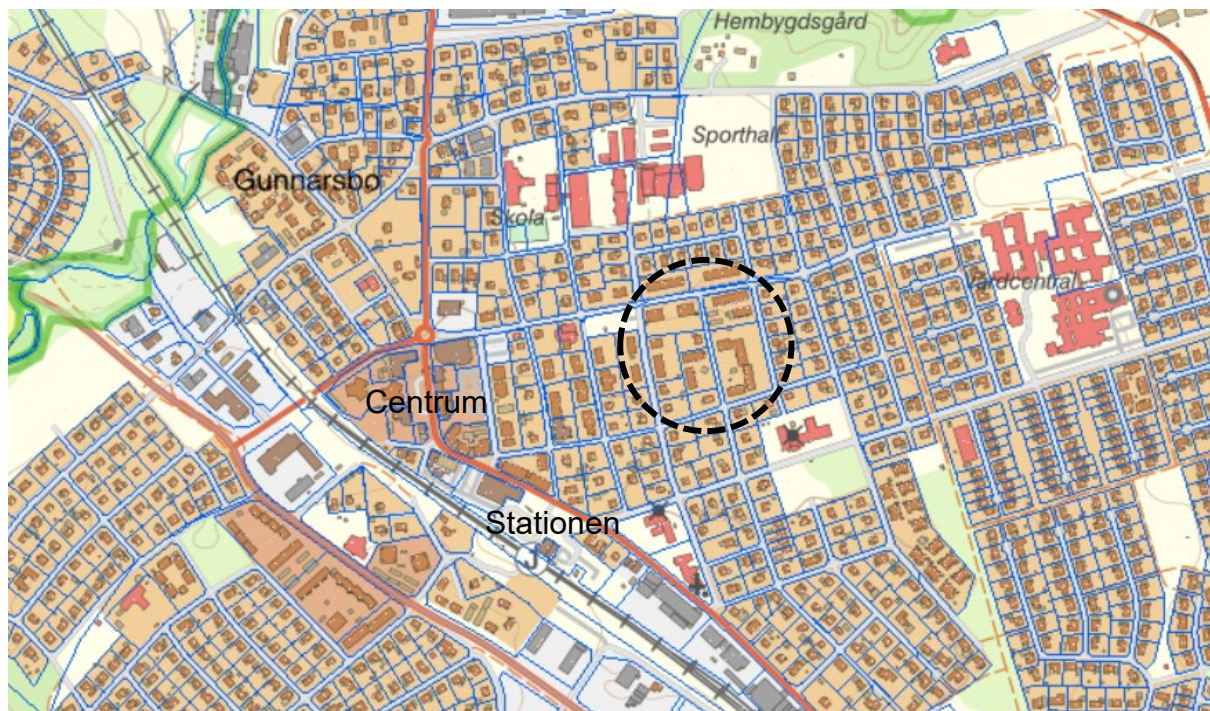 Hembygdsgård
Sporthall
Gunnarsbo
Skola
Vårdcentral
Centrum
Stationen
J